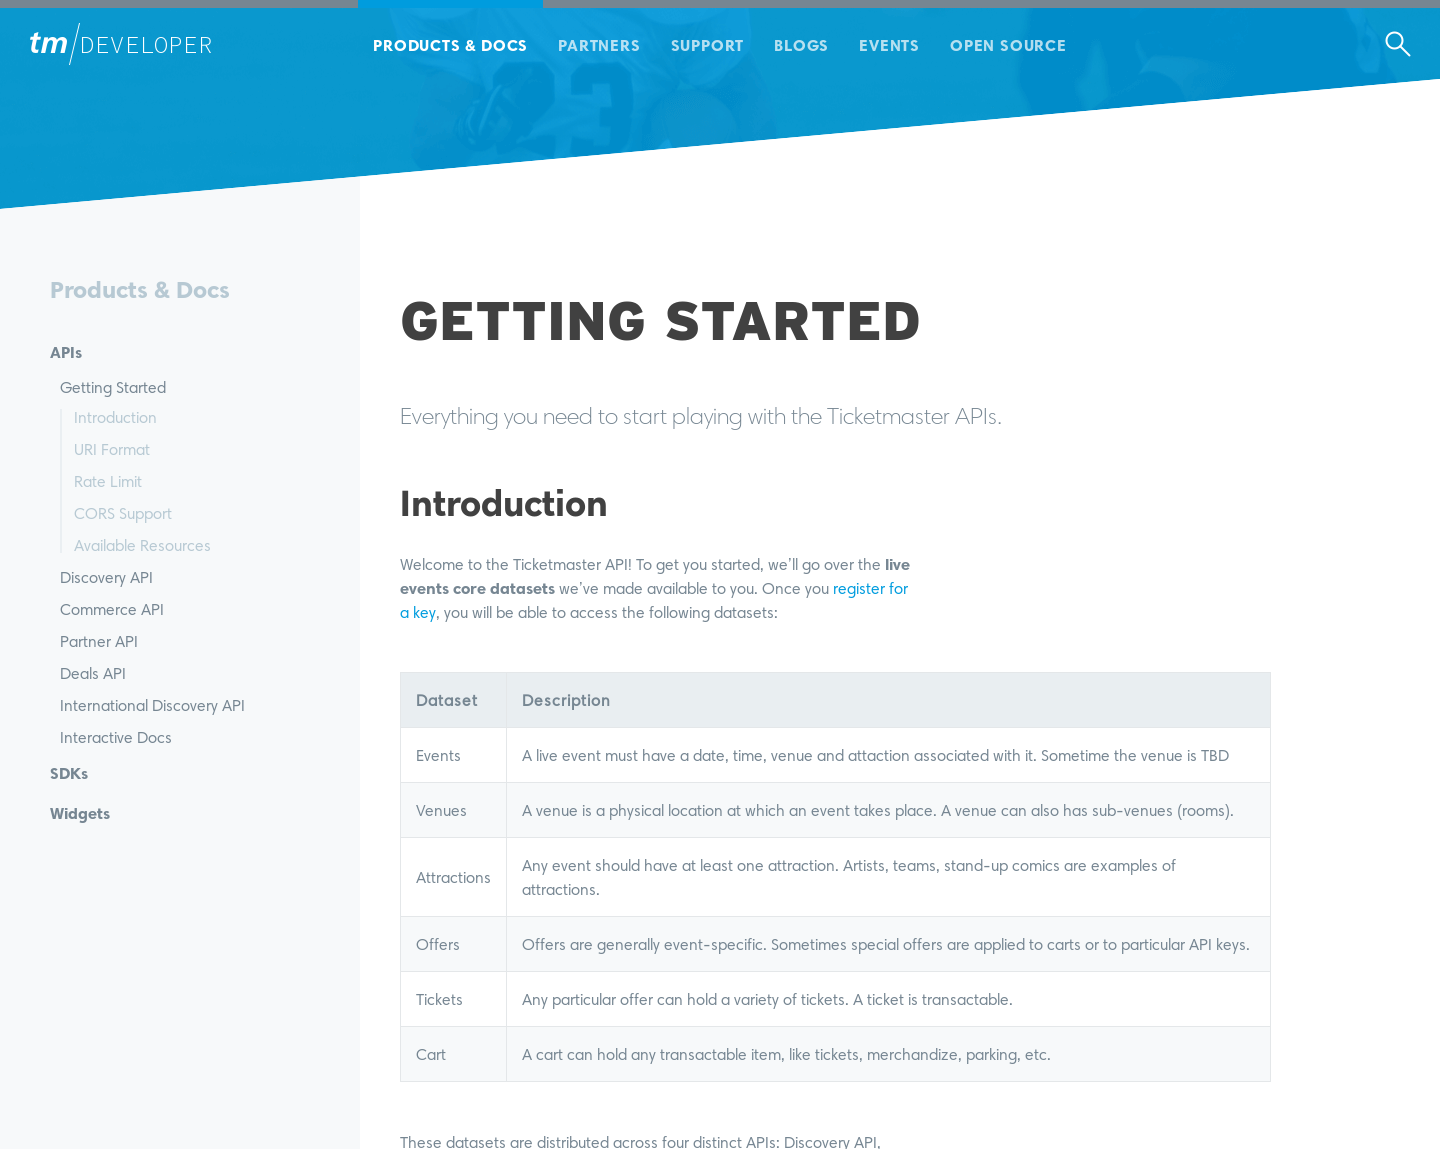 tm/DEVELOPER
PRODUCTS & DOCS
PARTNERS
SUPPORT
BLOGS
EVENTS
OPEN SOURCE
23
Products & Docs
APIs
Getting Started
Introduction
URI Format
Rate Limit
CORS Support
Available Resources
Discovery API
Commerce API
Partner API
Deals API
International Discovery API
Interactive Docs
SDKs
Widgets
GETTING STARTED
Everything you need to start playing with the Ticketmaster APIs.
Introduction
Welcome to the Ticketmaster API! To get you started, we’ll go over the live
events core datasets we’ve made available to you. Once you register for
a key, you will be able to access the following datasets:
Dataset Description
Events A live event must have a date, time, venue and attaction associated with it. Sometime the venue is TBD
Venues A venue is a physical location at which an event takes place. A venue can also has sub-venues (rooms).
Attractions Any event should have at least one attraction. Artists, teams, stand-up comics are examples of
attractions.
Offers Offers are generally event-specific. Sometimes special offers are applied to carts or to particular API keys.
Tickets Any particular offer can hold a variety of tickets. A ticket is transactable.
Cart A cart can hold any transactable item, like tickets, merchandize, parking, etc.
These datasets are distributed across four distinct APIs: Discovery API,